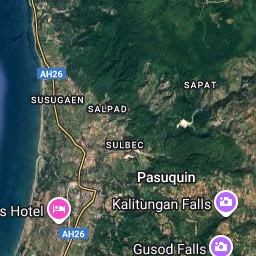 AH26
SAPAT
SUSUGAEN
SALPAD
SULBEC
Pasuquin
s Hotel
Kalitungan Falls
AH26
Gusod Falls